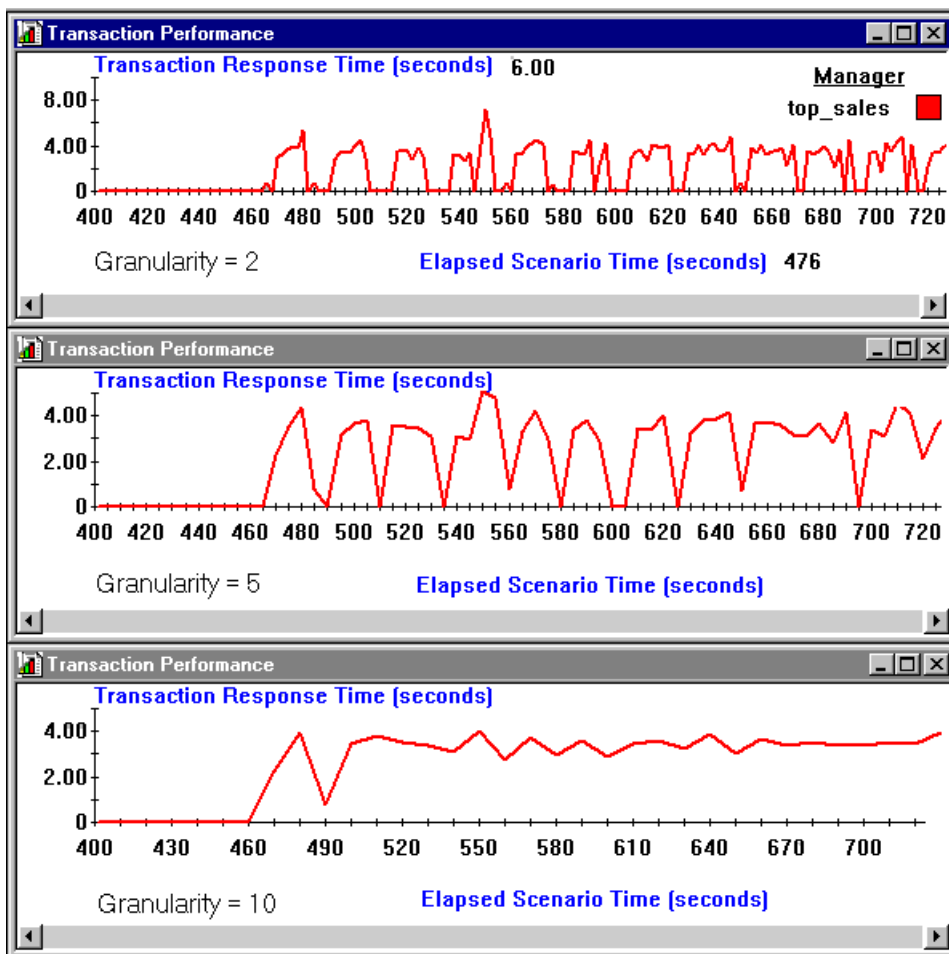 Transaction Performance
Transaction Response Time (seconds) 6.00
Manager
top_sales
8.00
4.00
0
400 420 440 460 480 500 520 540 560 580 600 620 640 660 680 700 720
Granularity = 2
Elapsed Scenario Time (seconds) 476
Transaction Performance
Transaction Response Time (seconds)
4.00
2.00
0
400 420 440 460 480 500 520 540 560 580 600 620 640 660 680 700 720
Granularity = 5
Elapsed Scenario Time (seconds)
Transaction Performance
Transaction Response Time (seconds)
4.00
2.00
0
400 430 460 490 520 550 580 610 640 670 700
Granularity = 10
Elapsed Scenario Time (seconds)